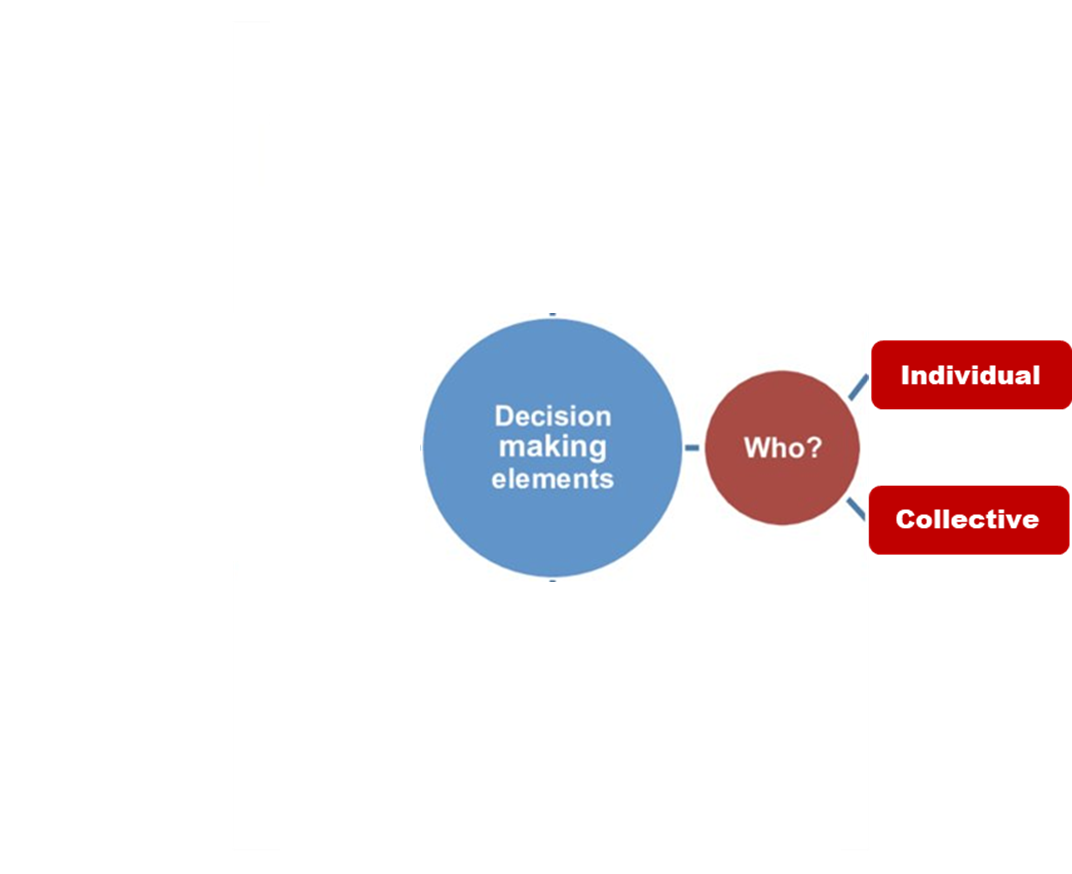 Decision
making
elements
Who?
Individual
Collective